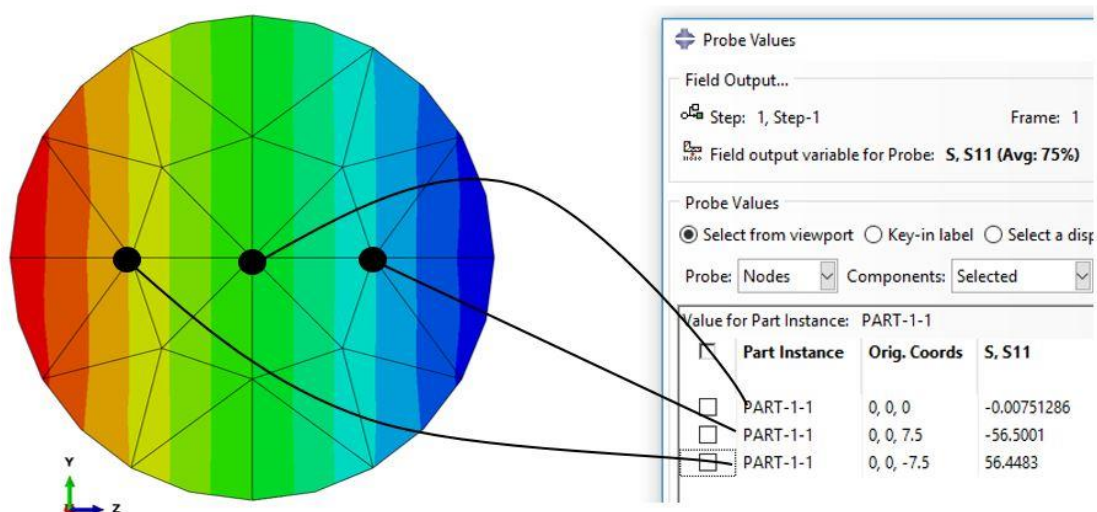 Probe Values
Field Output...
Step: 1, Step-1 Frame: 1
Field output variable for Probe: S, S11 (Avg: 75%)
Probe Values
Select from viewport Key-in label Select a disp
Probe: Nodes Components: Selected
Value for Part Instance: PART-1-1
Part Instance Orig. Coords S, S11
PART-1-1 0, 0, 0 -0.00751286
PART-1-1 0, 0, 7.5 -56.5001
PART-1-1 0, 0, -7.5 56.4483
Y
Z